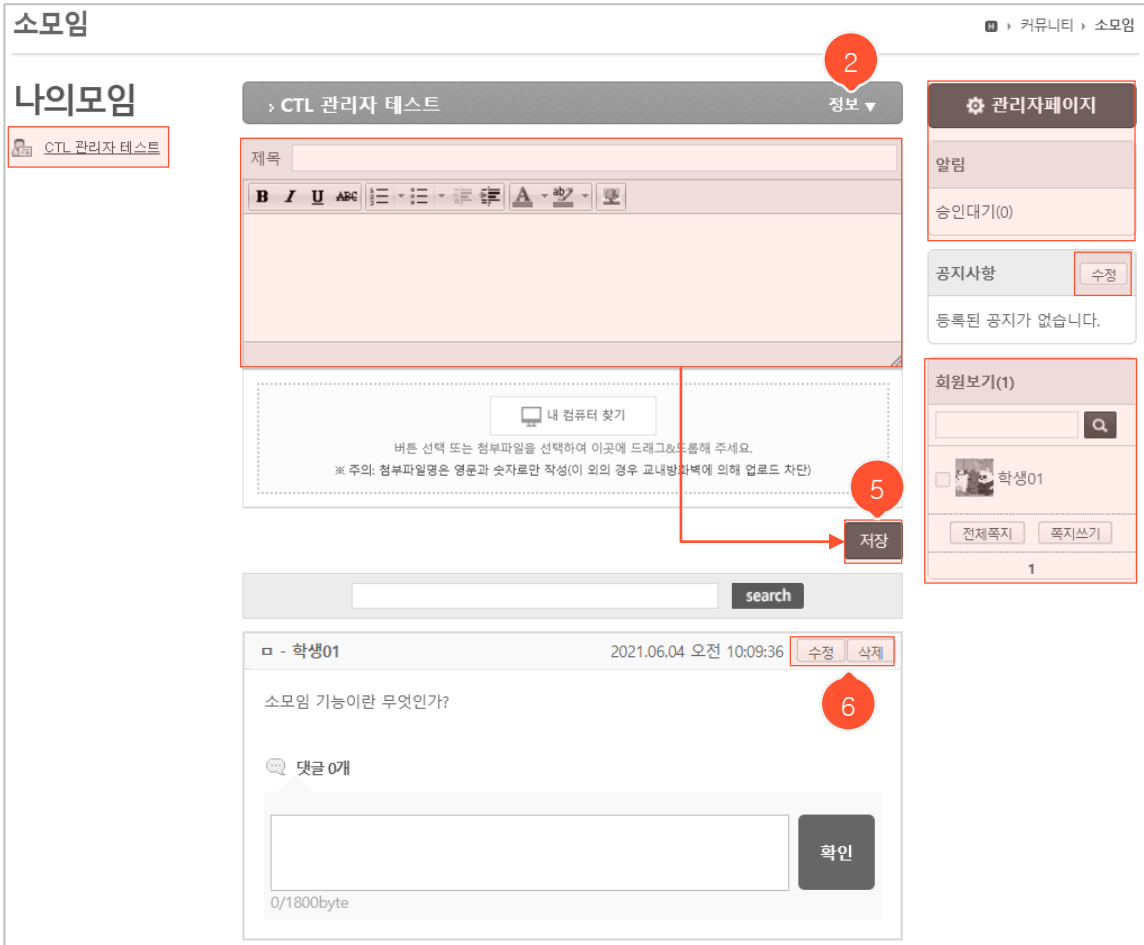 소모임
H › 커뮤니티 › 소모임
나의모임
CTL 관리자 테스트
› CTL 관리자 테스트
정보 ▼
2
제목
B I U ABC
A ab
내 컴퓨터 찾기
버튼 선택 또는 첨부파일을 선택하여 이곳에 드래그&드롭해 주세요.
※ 주의: 첨부파일명은 영문과 숫자로만 작성(이 외의 경우 교내방화벽에 의해 업로드 차단)
5
저장
search
ㅁ - 학생01
2021.06.04 오전 10:09:36
수정
삭제
6
소모임 기능이란 무엇인가?
댓글 0개
확인
0/1800byte
관리자페이지
알림
승인대기(0)
공지사항
수정
등록된 공지가 없습니다.
회원보기(1)
학생01
전체쪽지
쪽지쓰기
1